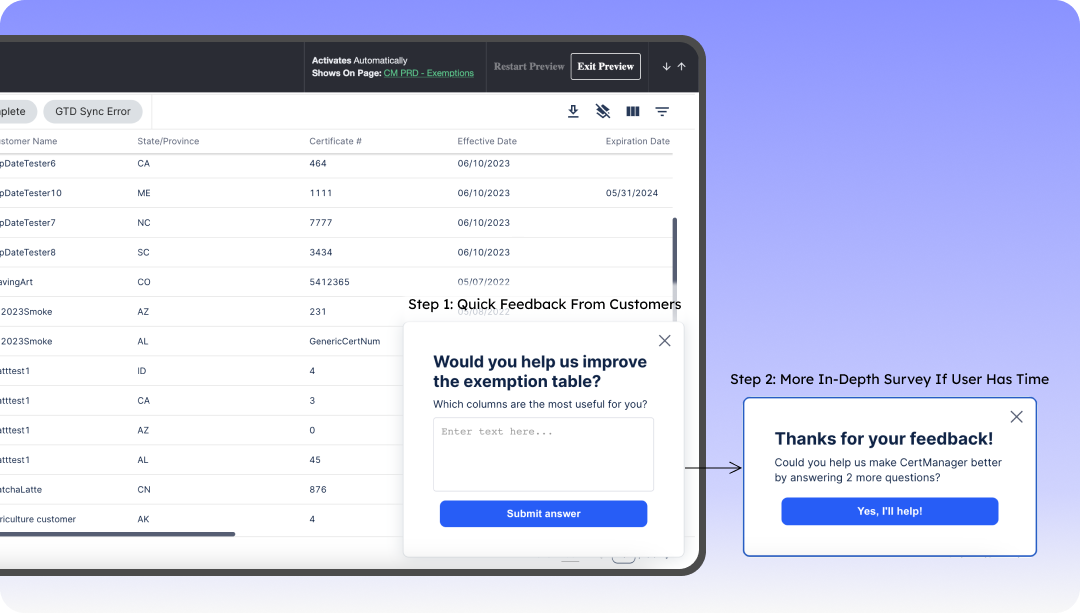 Activates Automatically
Shows On Page: CM PRD - Exemptions
Restart Preview
Exit Preview
plete
GTD Sync Error
stomer Name State/Province Certificate # Effective Date Expiration Date
pDateTester6 CA 464 06/10/2023
pDateTester10 ME 1111 06/10/2023 05/31/2024
pDateTester7 NC 7777 06/10/2023
pDateTester8 SC 3434 06/10/2023
avingArt CO 5412365 05/07/2022
2023Smoke AZ 231 05/06/2022
2023Smoke AL GenericCertNum
atttest1 ID 4
atttest1 CA 3
atttest1 AZ 0
atttest1 AL 45
atchaLatte CN 876
riculture customer AK 4
Step 1: Quick Feedback From Customers
Would you help us improve
the exemption table?
Which columns are the most useful for you?
Enter text here...
Submit answer
Step 2: More In-Depth Survey If User Has Time
Thanks for your feedback!
Could you help us make CertManager better
by answering 2 more questions?
Yes, I'll help!